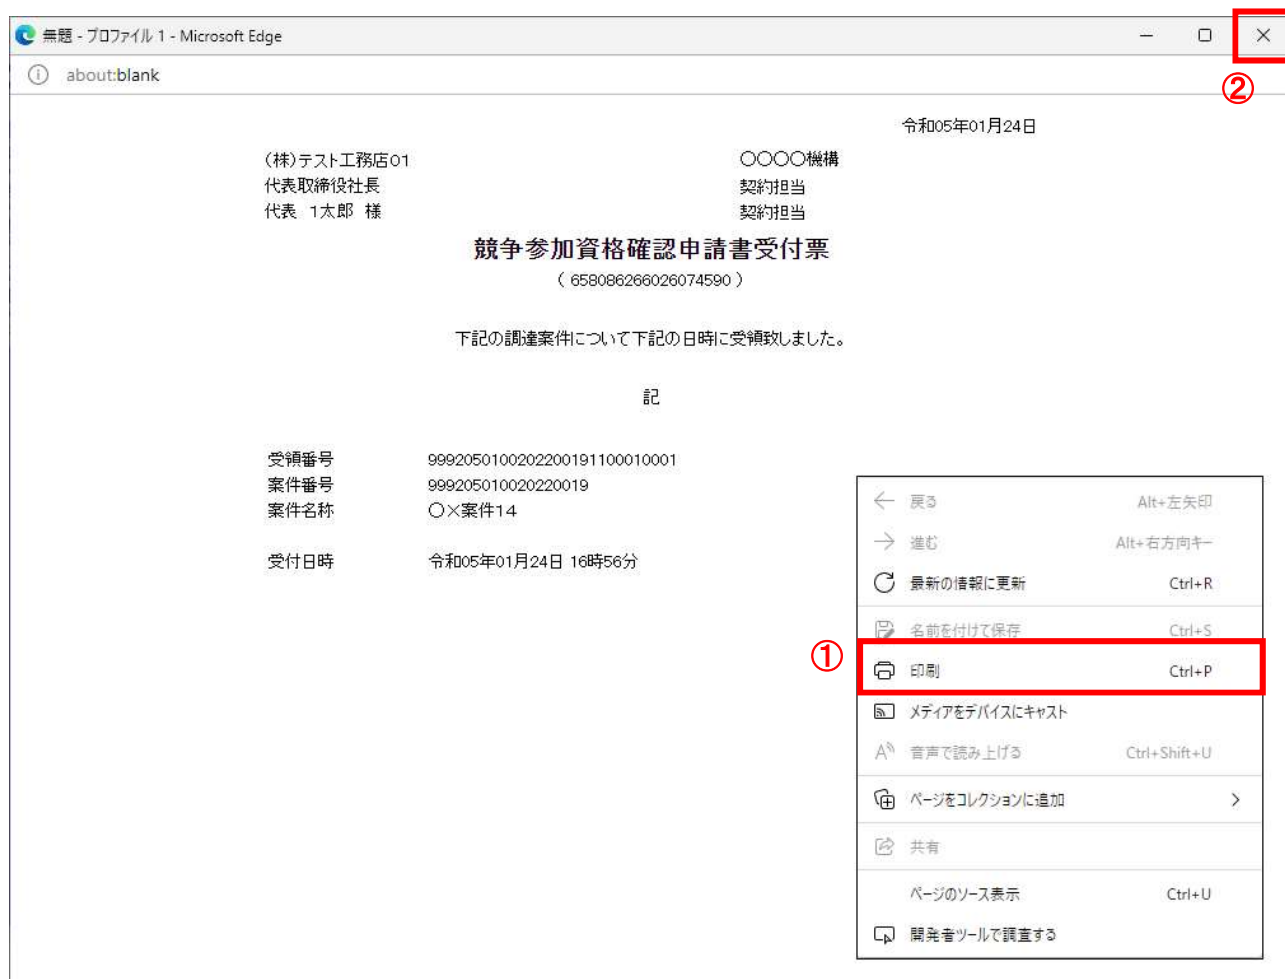 無題 - プロファイル 1 - Microsoft Edge
about:blank
②
令和05年01月24日
(株)テスト工務店01
〇〇〇〇機構
代表取締役社長
契約担当
代表 1太郎 様
契約担当
競争参加資格確認申請書受付票
( 658086266026074590 )
下記の調達案件について下記の日時に受領致しました。
記
受領番号 9992050100202200191100010001
案件番号 999205010020220019
案件名称 〇×案件14
受付日時 令和05年01月24日 16時56分
戻る Alt+左矢印
進む Alt+右方向キー
最新の情報に更新 Ctrl+R
名前を付けて保存 Ctrl+S
①
印刷 Ctrl+P
メディアをデバイスにキャスト
音声で読み上げる Ctrl+Shift+U
ページをコレクションに追加
共有
ページのソース表示 Ctrl+U
開発者ツールで調査する